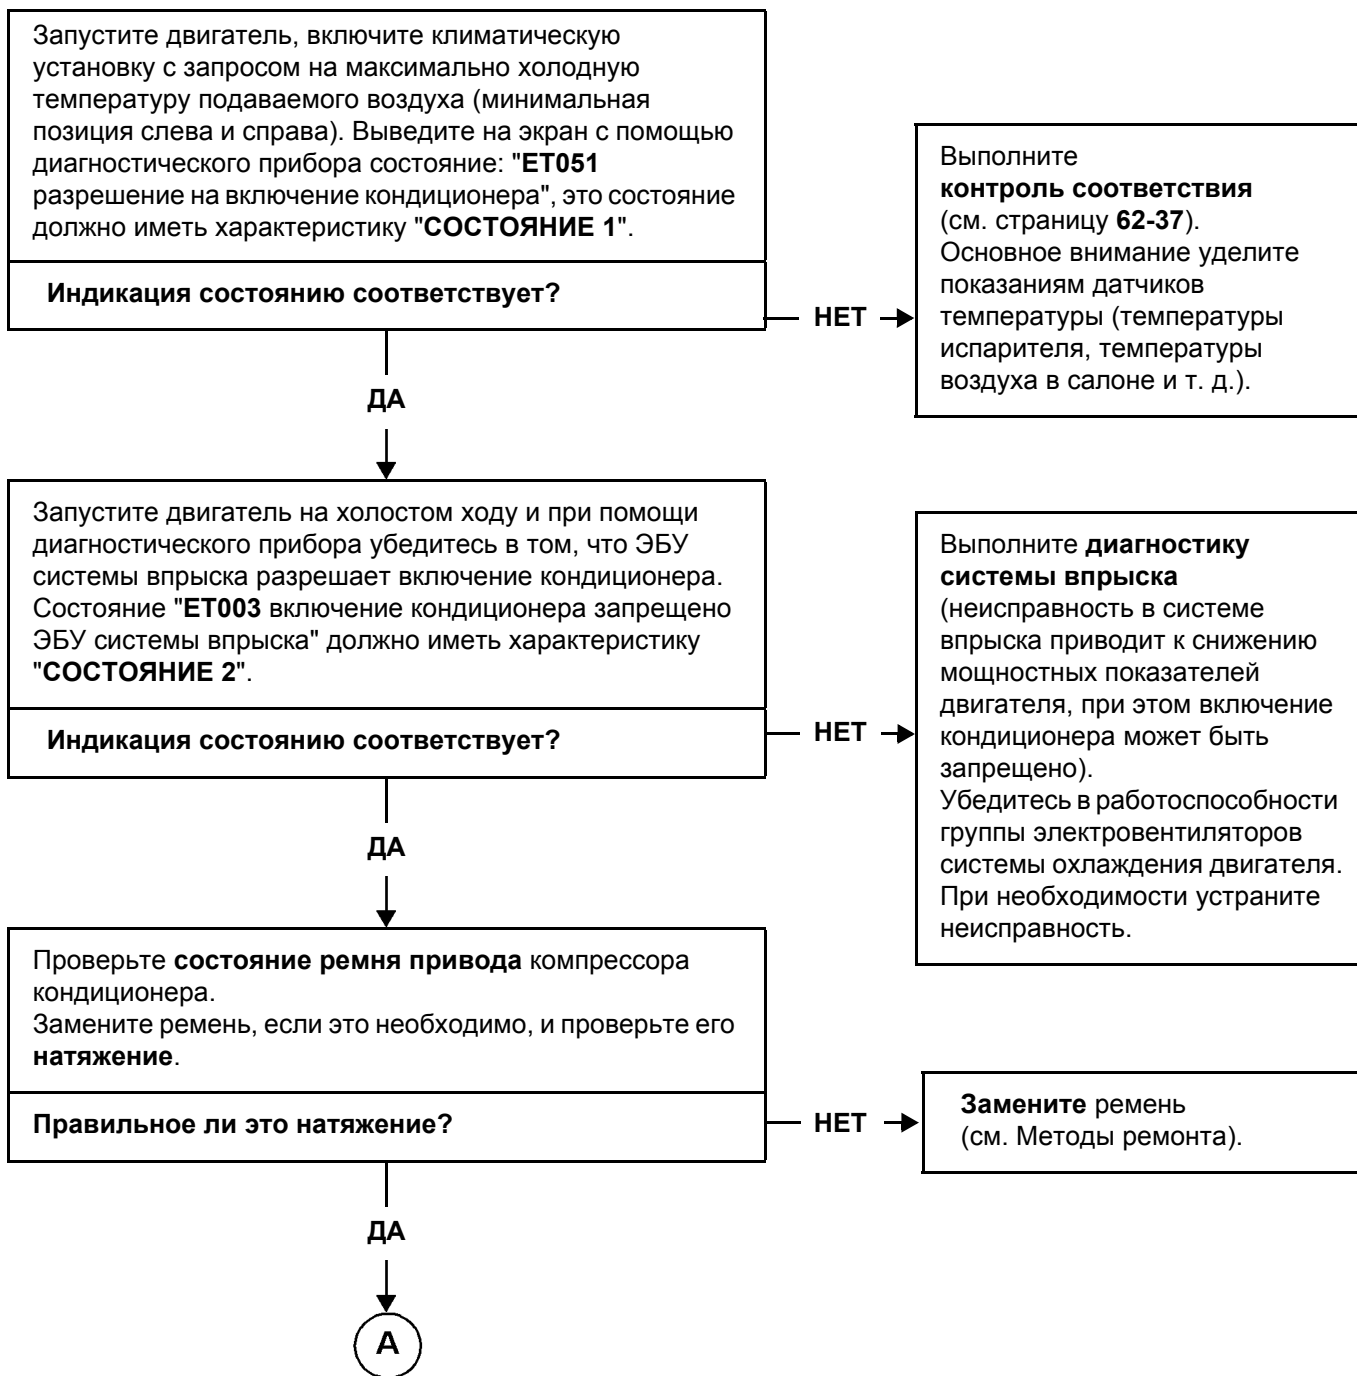 Запустите двигатель, включите климатическую
установку с запросом на максимально холодную
температуру подаваемого воздуха (минимальная
позиция слева и справа). Выведите на экран с помощью
диагностического прибора состояние: "ET051
разрешение на включение кондиционера", это состояние
должно иметь характеристику "СОСТОЯНИЕ 1".
Индикация состоянию соответствует?
НЕТ
Выполните
контроль соответствия
(см. страницу 62-37).
Основное внимание уделите
показаниям датчиков
температуры (температуры
испарителя, температуры
воздуха в салоне и т. д.).
ДА
Запустите двигатель на холостом ходу и при помощи
диагностического прибора убедитесь в том, что ЭБУ
системы впрыска разрешает включение кондиционера.
Состояние "ET003 включение кондиционера запрещено
ЭБУ системы впрыска" должно иметь характеристику
"СОСТОЯНИЕ 2".
Индикация состоянию соответствует?
НЕТ
Выполните диагностику
системы впрыска
(неисправность в системе
впрыска приводит к снижению
мощностных показателей
двигателя, при этом включение
кондиционера может быть
запрещено).
Убедитесь в работоспособности
группы электровентиляторов
системы охлаждения двигателя.
При необходимости устраните
неисправность.
ДА
Проверьте состояние ремня привода компрессора
кондиционера.
Замените ремень, если это необходимо, и проверьте его
натяжение.
Правильное ли это натяжение?
НЕТ
Замените ремень
(см. Методы ремонта).
ДА
A